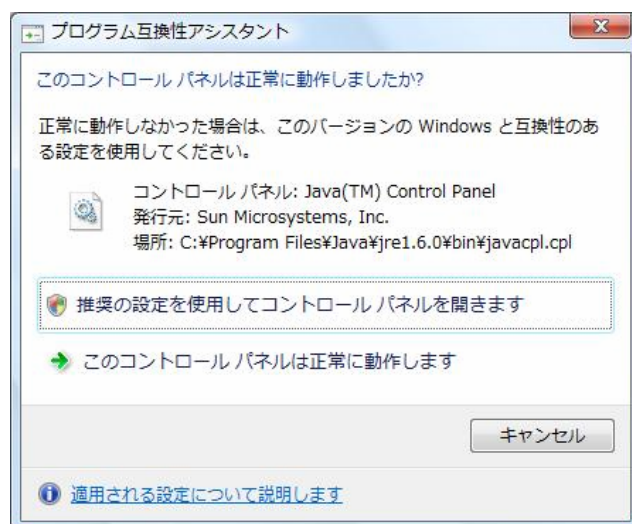 プログラム互換性アシスタント
このコントロール パネルは正常に動作しましたか?
正常に動作しなかった場合は、このバージョンの Windows と互換性のあ
る設定を使用してください。
コントロール パネル: Java(TM) Control Panel
発行元: Sun Microsystems, Inc.
場所: C:¥Program Files¥Java¥jre1.6.0¥bin¥javacpl.cpl
推奨の設定を使用してコントロール パネルを開きます
このコントロール パネルは正常に動作します
キャンセル
適用される設定について説明します